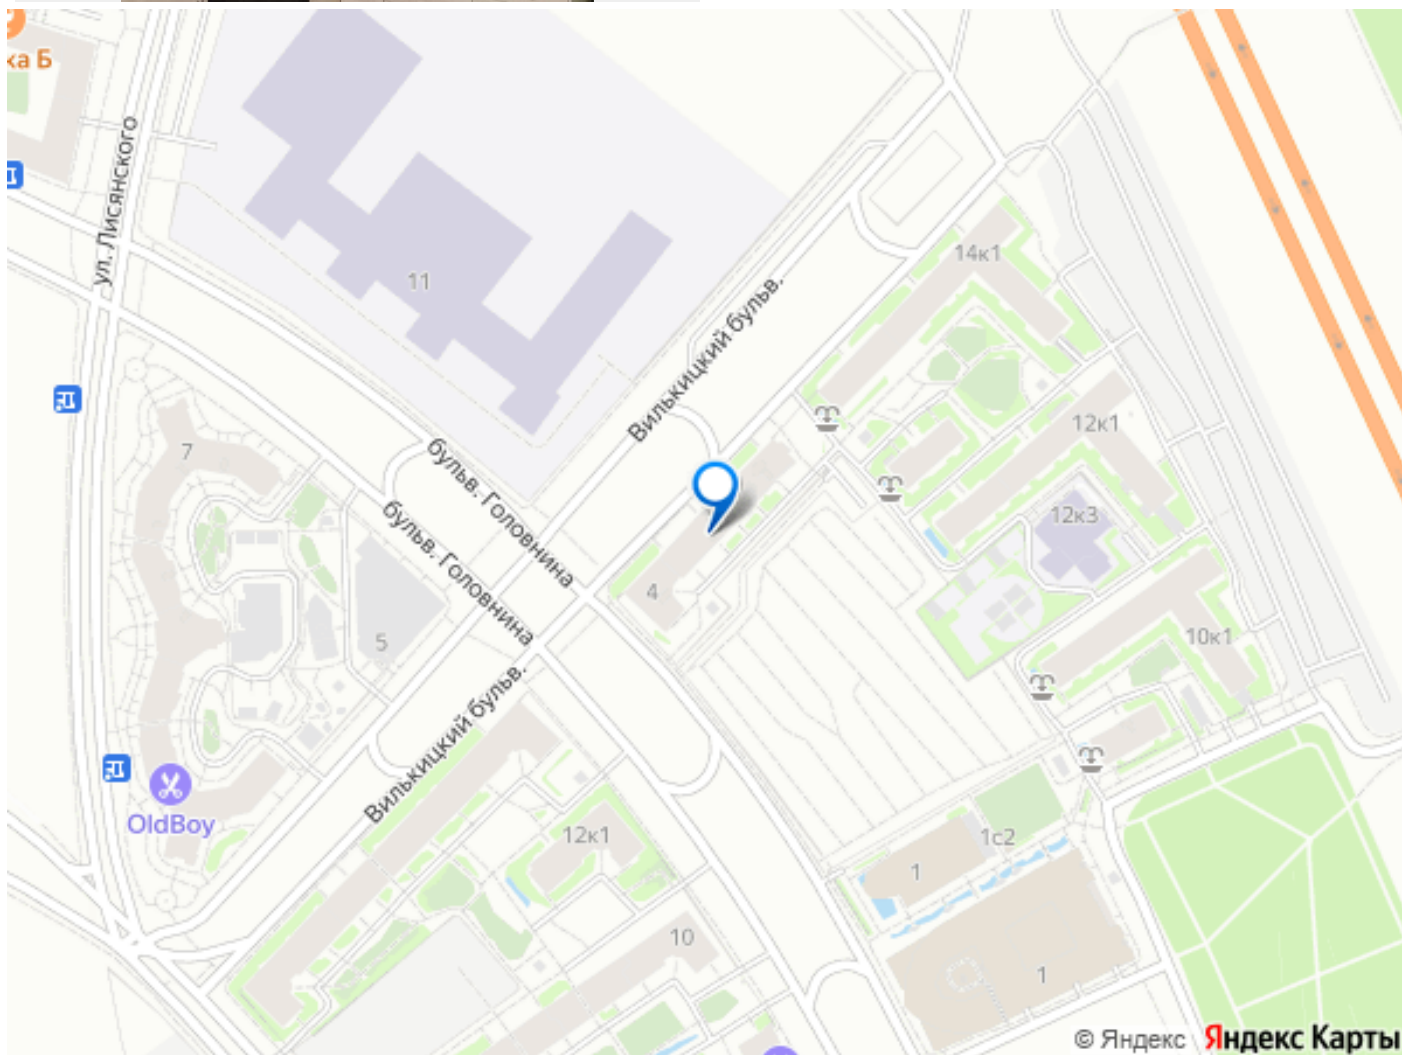 ка Б
ул. Лисянского
11
Вилькицкий бульв.
14к1
12к1
7
бульв. Головнина
бульв. Головнина
12к3
4
5
10к1
Вилькицкий бульв.
OldBoy
12к1
1с2
1
10
1
© Яндекс Яндекс Карты